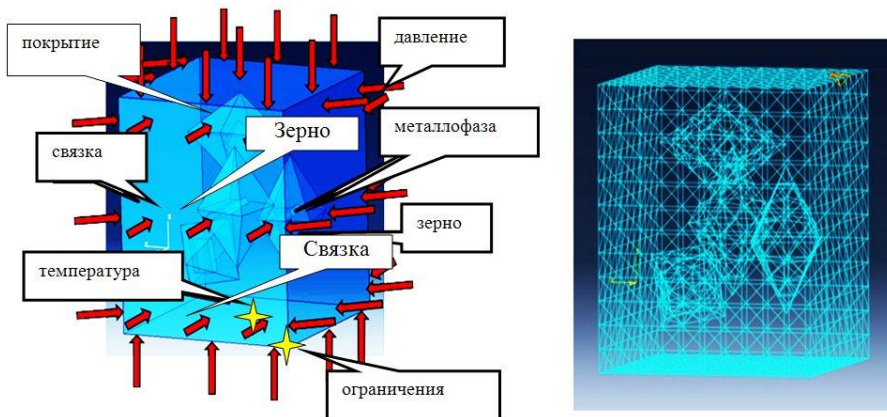 покрытие
давление
Зерно
металлофаза
связка
зерно
Связка
температура
ограничения